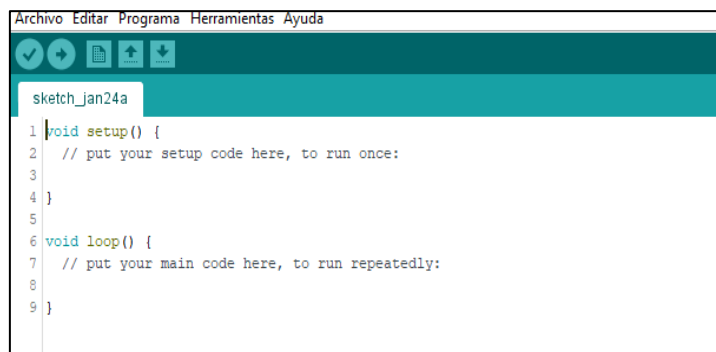 Archivo Editar Programa Herramientas Ayuda
sketch_jan24a
1 void setup() {
2 // put your setup code here, to run once:
3
4 }
5
6 void loop() {
7 // put your main code here, to run repeatedly:
8
9 }